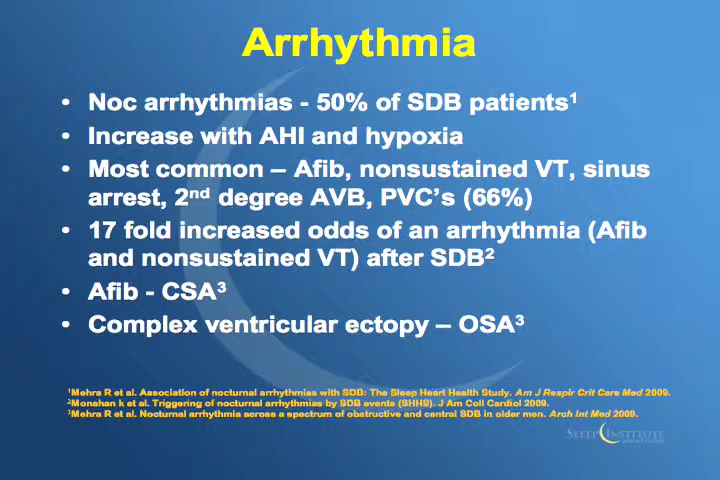 Arrhythmia
• Noc arrhythmias - 50% of SDB patients¹
• Increase with AHI and hypoxia
• Most common – Afib, nonsustained VT, sinus
arrest, 2nd degree AVB, PVC's (66%)
• 17 fold increased odds of an arrhythmia (Afib
and nonsustained VT) after SDB²
• Afib - CSA³
• Complex ventricular ectopy – OSA³
¹Mehra R et al. Association of nocturnal arrhythmias with SDB: The Sleep Heart Health Study. Am J Respir Crit Care Med 2009.
²Monahan k et al. Triggering of nocturnal arrhythmias by SDB events (SHHS). J Am Coll Cardiol 2009.
³Mehra R et al. Nocturnal arrhythmia across a spectrum of obstructive and central SDB in older men. Arch Int Med 2009.
SLEEP INSTITUTE